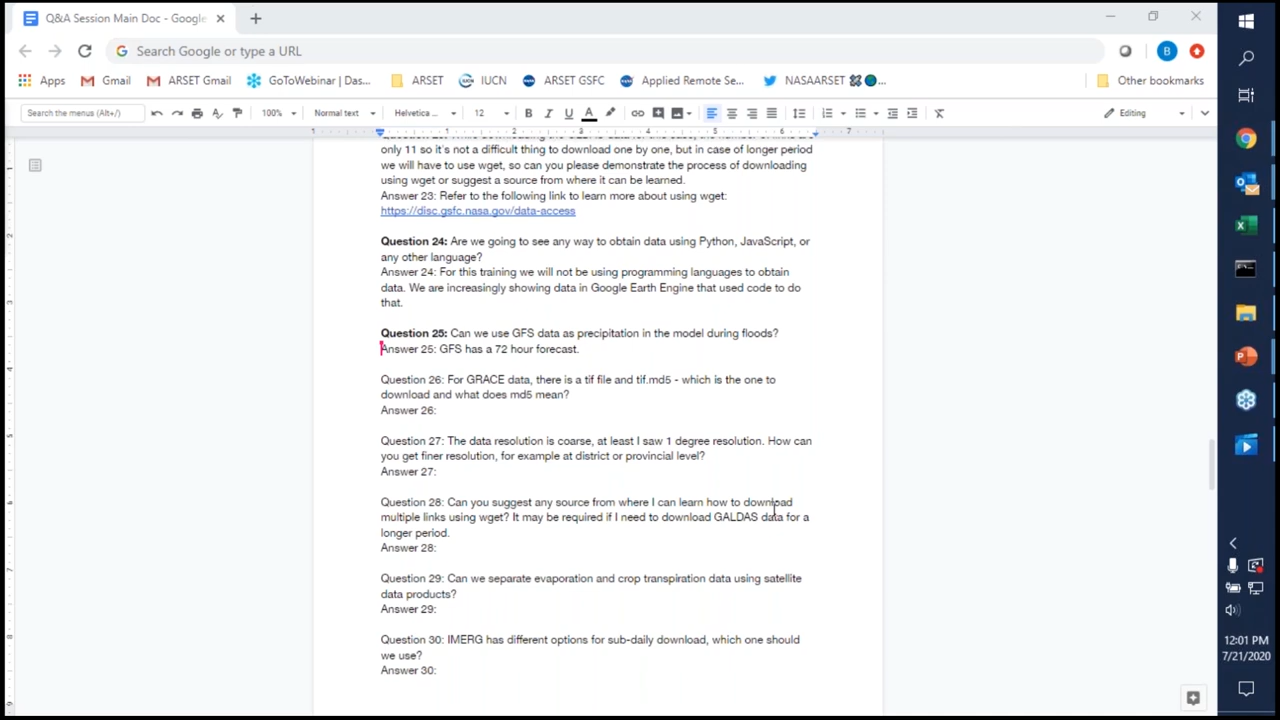 Q&A Session Main Doc - Google
Search Google or type a URL
B
Apps
Gmail
ARSET Gmail
GoToWebinar | Das...
ARSET
IUCN
ARSET GSFC
Applied Remote Se...
NASAARSET
Other bookmarks
Search the menus (Alt+/)
100%
Normal text
Helvetica ...
12
B I U A
Editing
1 1 2 3 4 5 6 7
only 11 so it's not a difficult thing to download one by one, but in case of longer period
we will have to use wget, so can you please demonstrate the process of downloading
using wget or suggest a source from where it can be learned.
Answer 23: Refer to the following link to learn more about using wget:
https://disc.gsfc.nasa.gov/data-access
Question 24: Are we going to see any way to obtain data using Python, JavaScript, or
any other language?
Answer 24: For this training we will not be using programming languages to obtain
data. We are increasingly showing data in Google Earth Engine that used code to do
that.
Question 25: Can we use GFS data as precipitation in the model during floods?
Answer 25: GFS has a 72 hour forecast.
Question 26: For GRACE data, there is a tif file and tif.md5 - which is the one to
download and what does md5 mean?
Answer 26:
Question 27: The data resolution is coarse, at least I saw 1 degree resolution. How can
you get finer resolution, for example at district or provincial level?
Answer 27:
Question 28: Can you suggest any source from where I can learn how to download
multiple links using wget? It may be required if I need to download GALDAS data for a
longer period.
Answer 28:
Question 29: Can we separate evaporation and crop transpiration data using satellite
data products?
Answer 29:
Question 30: IMERG has different options for sub-daily download, which one should
we use?
Answer 30:
12:01 PM
7/21/2020